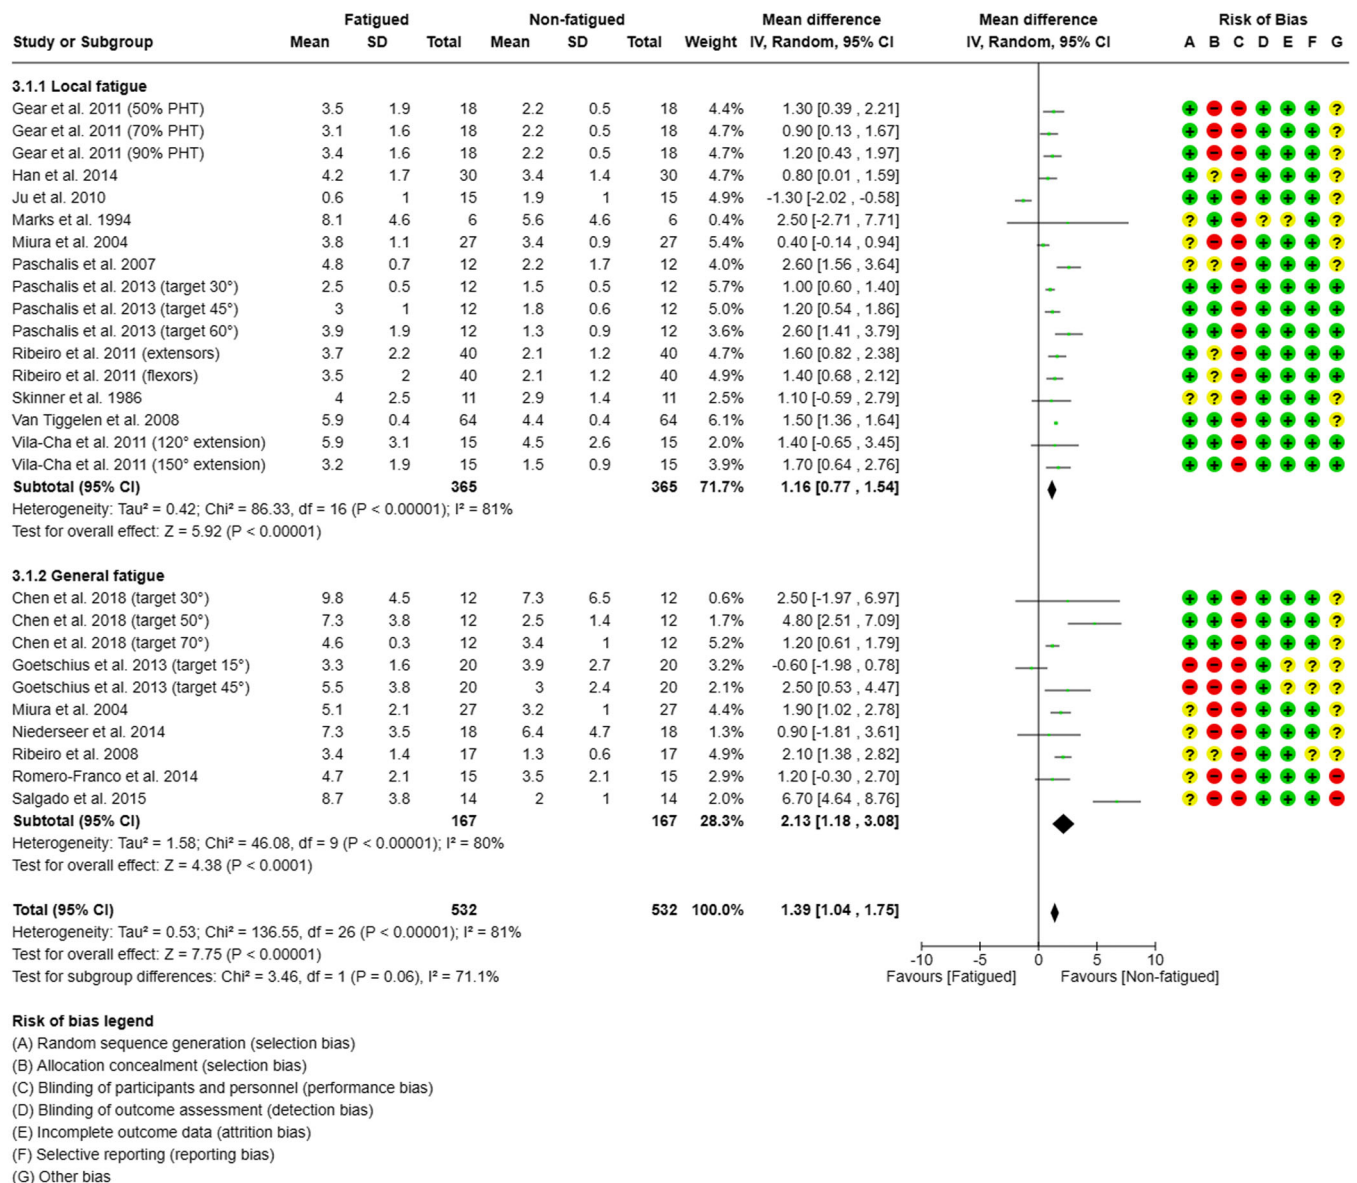 Fatigued Non-fatigued Mean difference Mean difference Risk of Bias
Study or Subgroup Mean SD Total Mean SD Total Weight IV, Random, 95% CI IV, Random, 95% CI A B C D E F G
3.1.1 Local fatigue
Gear et al. 2011 (50% PHT) 3.5 1.9 18 2.2 0.5 18 4.4% 1.30 [0.39 , 2.21] + − − + + + ?
Gear et al. 2011 (70% PHT) 3.1 1.6 18 2.2 0.5 18 4.7% 0.90 [0.13 , 1.67] + − − + + + ?
Gear et al. 2011 (90% PHT) 3.4 1.6 18 2.2 0.5 18 4.7% 1.20 [0.43 , 1.97] + − − + + + ?
Han et al. 2014 4.2 1.7 30 3.4 1.4 30 4.7% 0.80 [0.01 , 1.59] + ? − + + + ?
Ju et al. 2010 0.6 1 15 1.9 1 15 4.9% -1.30 [-2.02 , -0.58] + + − + + + ?
Marks et al. 1994 8.1 4.6 6 5.6 4.6 6 0.4% 2.50 [-2.71 , 7.71] ? + − ? ? + ?
Miura et al. 2004 3.8 1.1 27 3.4 0.9 27 5.4% 0.40 [-0.14 , 0.94] ? − − + + + ?
Paschalis et al. 2007 4.8 0.7 12 2.2 1.7 12 4.0% 2.60 [1.56 , 3.64] ? ? − + + + ?
Paschalis et al. 2013 (target 30°) 2.5 0.5 12 1.5 0.5 12 5.7% 1.00 [0.60 , 1.40] + + − + + + +
Paschalis et al. 2013 (target 45°) 3 1 12 1.8 0.6 12 5.0% 1.20 [0.54 , 1.86] + + − + + + +
Paschalis et al. 2013 (target 60°) 3.9 1.9 12 1.3 0.9 12 3.6% 2.60 [1.41 , 3.79] + + − + + + +
Ribeiro et al. 2011 (extensors) 3.7 2.2 40 2.1 1.2 40 4.7% 1.60 [0.82 , 2.38] + ? − + + + +
Ribeiro et al. 2011 (flexors) 3.5 2 40 2.1 1.2 40 4.9% 1.40 [0.68 , 2.12] + ? − + + + +
Skinner et al. 1986 4 2.5 11 2.9 1.4 11 2.5% 1.10 [-0.59 , 2.79] ? ? − + + + ?
Van Tiggelen et al. 2008 5.9 0.4 64 4.4 0.4 64 6.1% 1.50 [1.36 , 1.64] + + − + + + ?
Vila-Cha et al. 2011 (120° extension) 5.9 3.1 15 4.5 2.6 15 2.0% 1.40 [-0.65 , 3.45] + + − + + + +
Vila-Cha et al. 2011 (150° extension) 3.2 1.9 15 1.5 0.9 15 3.9% 1.70 [0.64 , 2.76] + + − + + + +
Subtotal (95% CI) 365 365 71.7% 1.16 [0.77 , 1.54]
Heterogeneity: Tau² = 0.42; Chi² = 86.33, df = 16 (P < 0.00001); I² = 81%
Test for overall effect: Z = 5.92 (P < 0.00001)
3.1.2 General fatigue
Chen et al. 2018 (target 30°) 9.8 4.5 12 7.3 6.5 12 0.6% 2.50 [-1.97 , 6.97] + + − + + + ?
Chen et al. 2018 (target 50°) 7.3 3.8 12 2.5 1.4 12 1.7% 4.80 [2.51 , 7.09] + + − + + + ?
Chen et al. 2018 (target 70°) 4.6 0.3 12 3.4 1 12 5.2% 1.20 [0.61 , 1.79] + + − + + + ?
Goetschius et al. 2013 (target 15°) 3.3 1.6 20 3.9 2.7 20 3.2% -0.60 [-1.98 , 0.78] − − − + ? ? ?
Goetschius et al. 2013 (target 45°) 5.5 3.8 20 3 2.4 20 2.1% 2.50 [0.53 , 4.47] − − − + ? ? ?
Miura et al. 2004 5.1 2.1 27 3.2 1 27 4.4% 1.90 [1.02 , 2.78] ? − − + + + ?
Niederseer et al. 2014 7.3 3.5 18 6.4 4.7 18 1.3% 0.90 [-1.81 , 3.61] ? − − + + + ?
Ribeiro et al. 2008 3.4 1.4 17 1.3 0.6 17 4.9% 2.10 [1.38 , 2.82] ? ? − + + ? ?
Romero-Franco et al. 2014 4.7 2.1 15 3.5 2.1 15 2.9% 1.20 [-0.30 , 2.70] ? − − + + + −
Salgado et al. 2015 8.7 3.8 14 2 1 14 2.0% 6.70 [4.64 , 8.76] ? − − + + + −
Subtotal (95% CI) 167 167 28.3% 2.13 [1.18 , 3.08]
Heterogeneity: Tau² = 1.58; Chi² = 46.08, df = 9 (P < 0.00001); I² = 80%
Test for overall effect: Z = 4.38 (P < 0.0001)
Total (95% CI) 532 532 100.0% 1.39 [1.04 , 1.75]
Heterogeneity: Tau² = 0.53; Chi² = 136.55, df = 26 (P < 0.00001); I² = 81%
Test for overall effect: Z = 7.75 (P < 0.00001)
Test for subgroup differences: Chi² = 3.46, df = 1 (P = 0.06), I² = 71.1%
-10 -5 0 5 10
Favours [Fatigued] Favours [Non-fatigued]
Risk of bias legend
(A) Random sequence generation (selection bias)
(B) Allocation concealment (selection bias)
(C) Blinding of participants and personnel (performance bias)
(D) Blinding of outcome assessment (detection bias)
(E) Incomplete outcome data (attrition bias)
(F) Selective reporting (reporting bias)
(G) Other bias